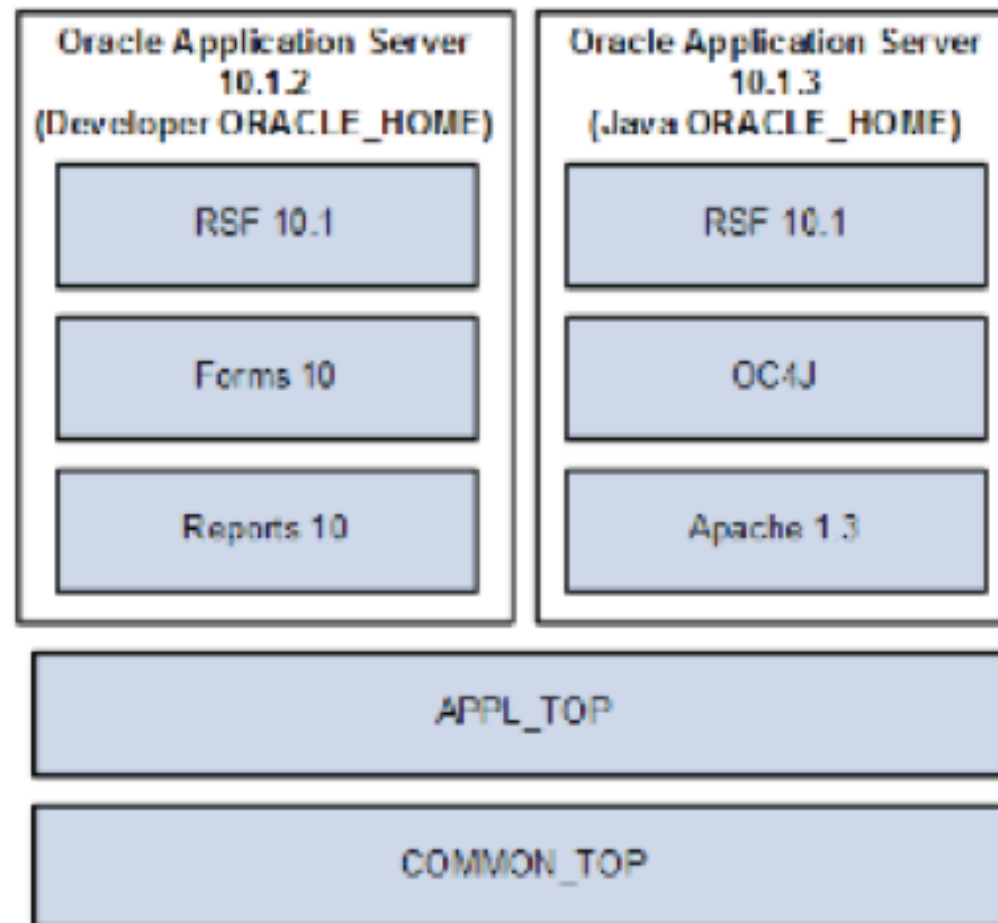 Oracle Application Server
10.1.2
(Developer ORACLE_HOME)
RSF 10.1
Forms 10
Reports 10
Oracle Application Server
10.1.3
(Java ORACLE_HOME)
RSF 10.1
OC4J
Apache 1.3
APPL_TOP
COMMON_TOP